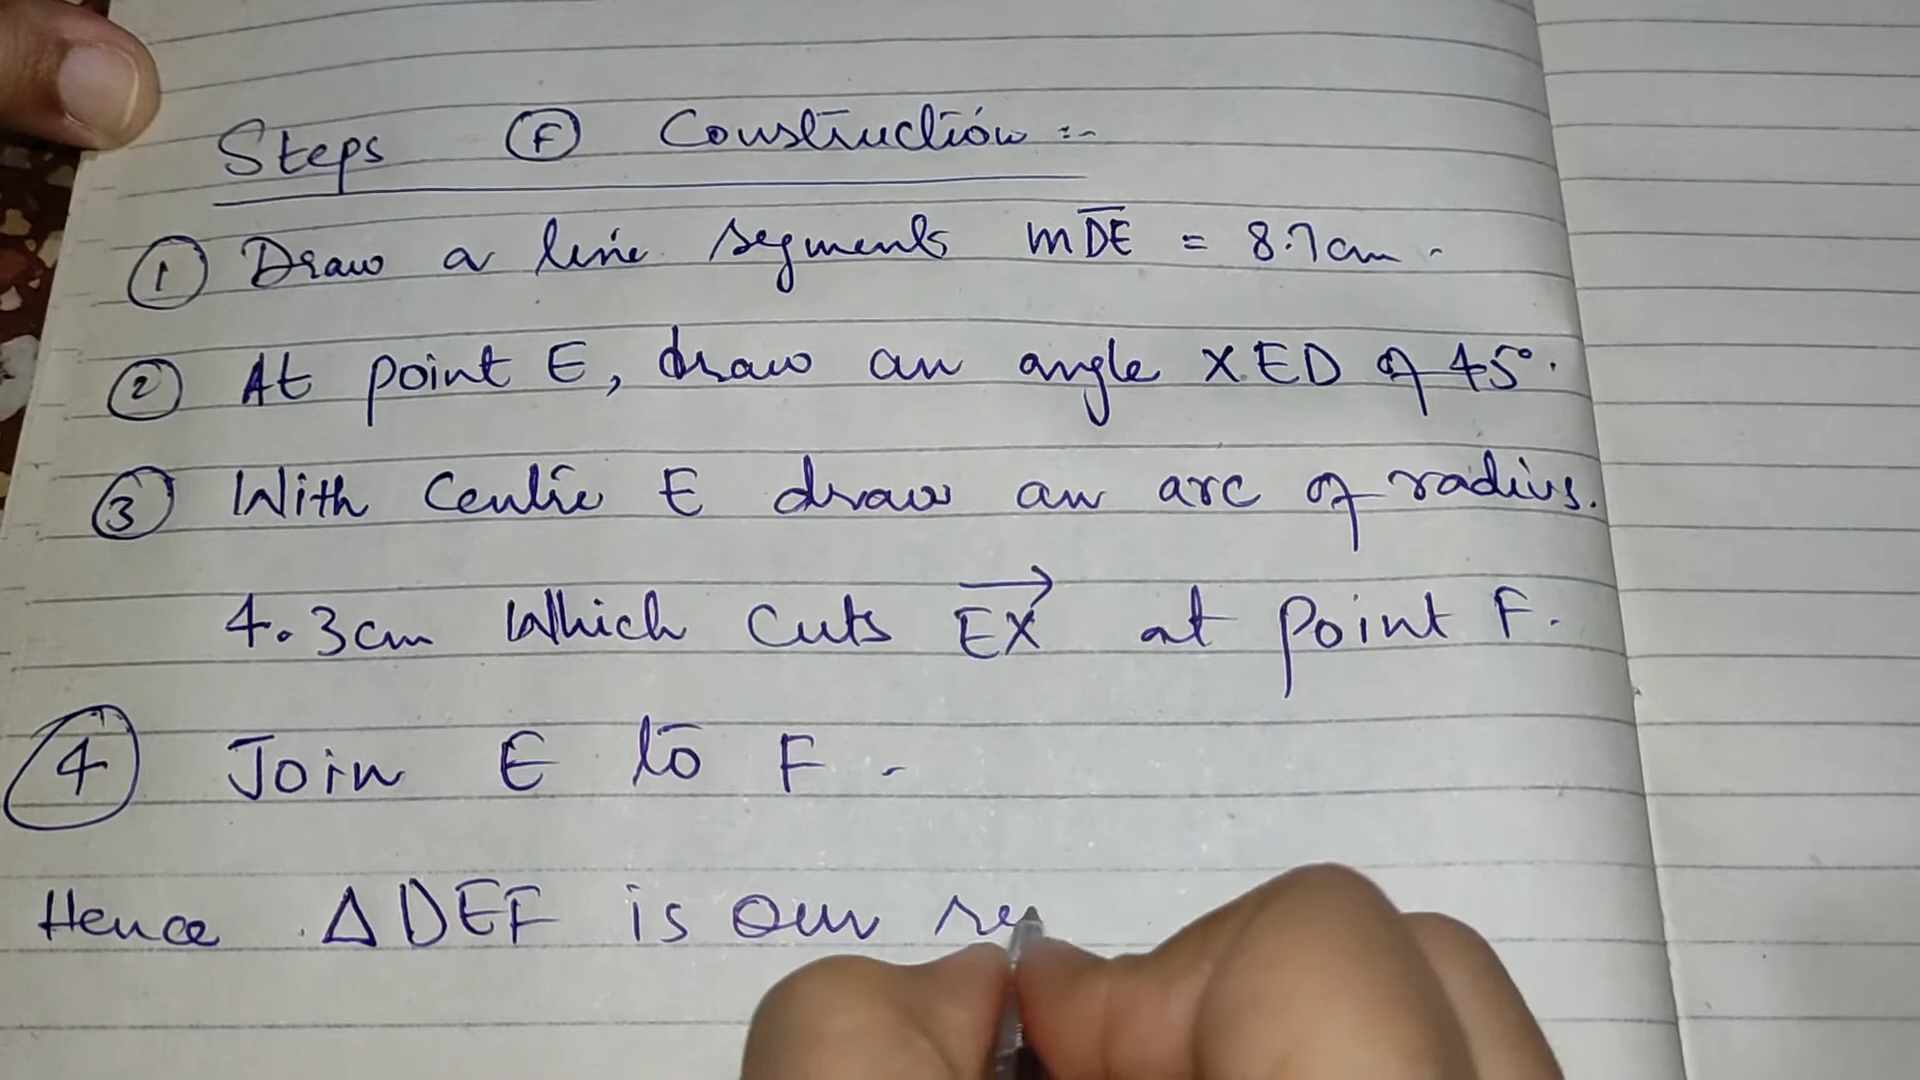 Steps of Construction :-
① Draw a line segments mDE = 8.7cm.
② At point E, draw an angle XED of 45°.
③ With Centre E draw an arc of radius.
4.3cm which cuts EX at point F.
④ Join E to F.
Hence ΔDEF is our re